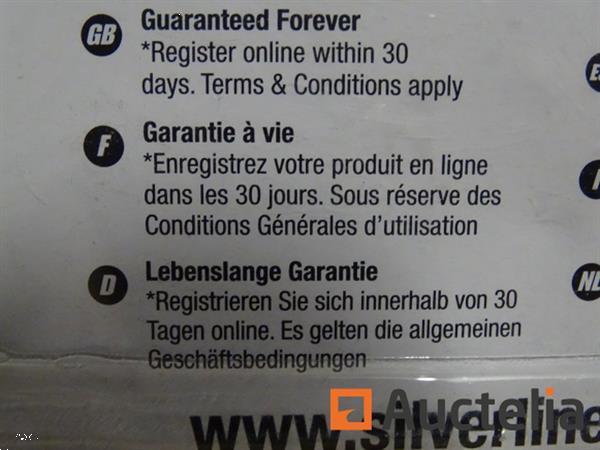 GB
Guaranteed Forever
*Register online within 30
days. Terms & Conditions apply
F
Garantie à vie
*Enregistrez votre produit en ligne
dans les 30 jours. Sous réserve des
Conditions Générales d'utilisation
D
Lebenslange Garantie
*Registrieren Sie sich innerhalb von 30
Tagen online. Es gelten die allgemeinen
Geschäftsbedingungen
NL
Auctelia
www.silverline